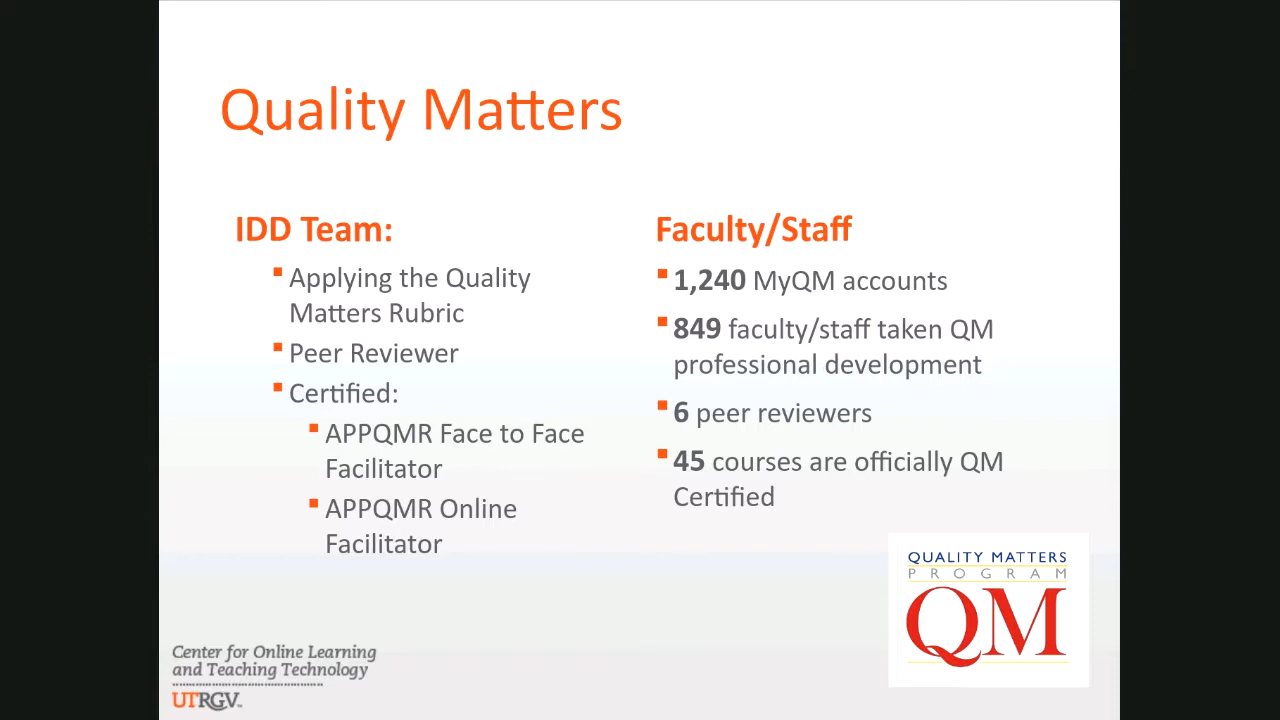 Quality Matters
IDD Team:
Applying the Quality
Matters Rubric
Peer Reviewer
Certified:
APPQMR Face to Face
Facilitator
APPQMR Online
Facilitator
Faculty/Staff
1,240 MyQM accounts
849 faculty/staff taken QM
professional development
6 peer reviewers
45 courses are officially QM
Certified
QUALITY MATTERS
PROGRAM
QM
Center for Online Learning
and Teaching Technology
UTRGV™